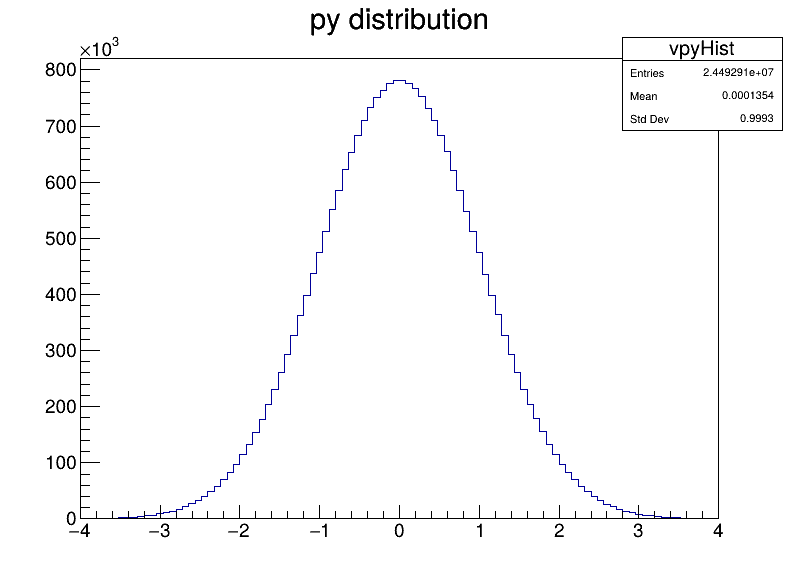 py distribution
×10³
vpyHist
Entries 2.449291e+07
Mean 0.0001354
Std Dev 0.9993
800
700
600
500
400
300
200
100
0
−4 −3 −2 −1 0 1 2 3 4